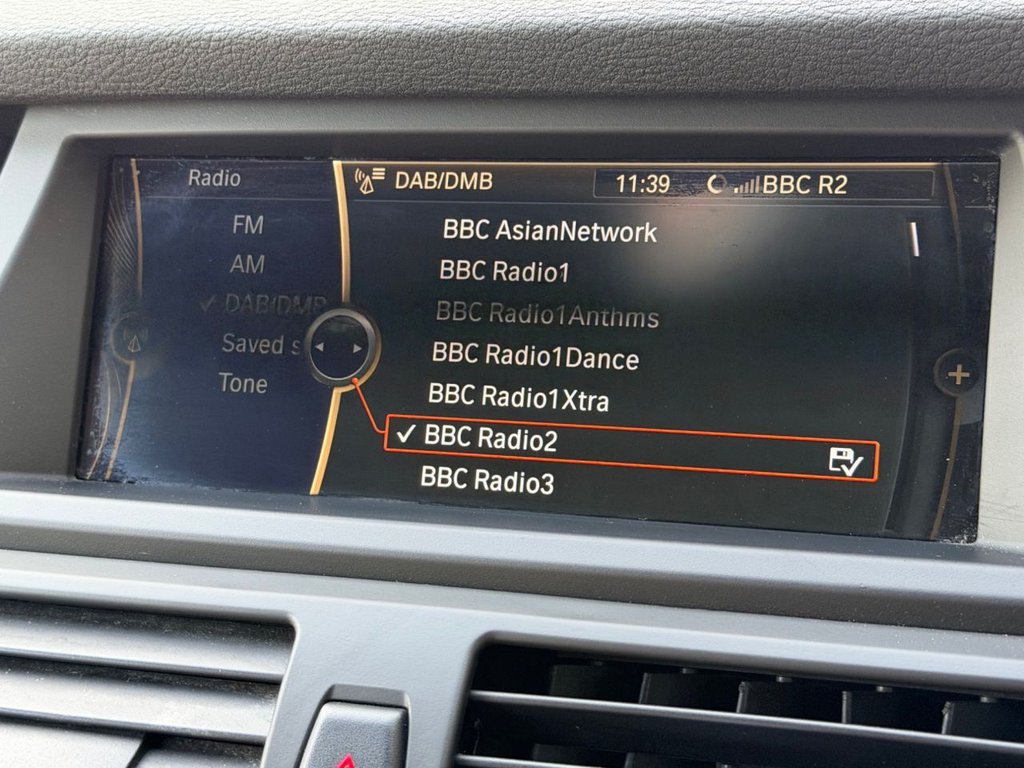 Radio
FM
AM
DAB/DMB
Saved s
Tone
DAB/DMB 11:39 BBC R2
BBC AsianNetwork
BBC Radio1
BBC Radio1Anthms
BBC Radio1Dance
BBC Radio1Xtra
✓ BBC Radio2
BBC Radio3